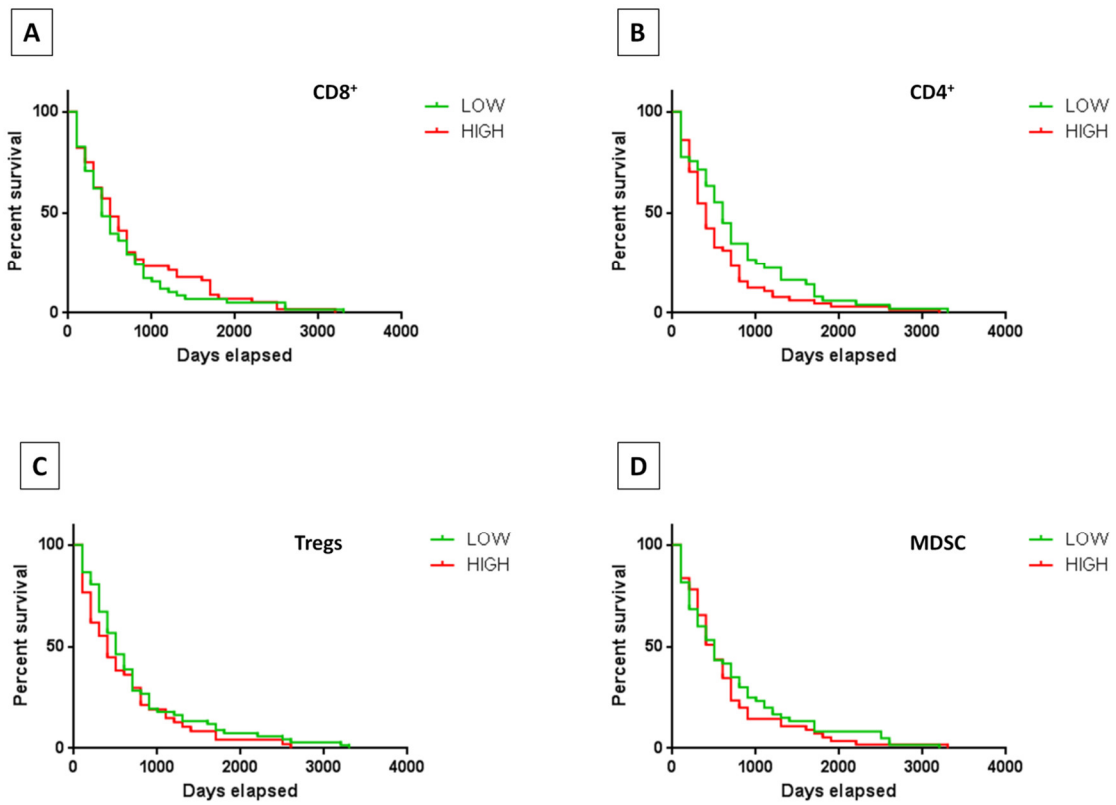 A
B
CD8+
LOW
HIGH
Percent survival
100
50
0
0 1000 2000 3000 4000
Days elapsed
CD4+
LOW
HIGH
Percent survival
100
50
0
0 1000 2000 3000 4000
Days elapsed
C
D
Tregs
LOW
HIGH
Percent survival
100
50
0
0 1000 2000 3000 4000
Days elapsed
MDSC
LOW
HIGH
Percent survival
100
50
0
0 1000 2000 3000 4000
Days elapsed